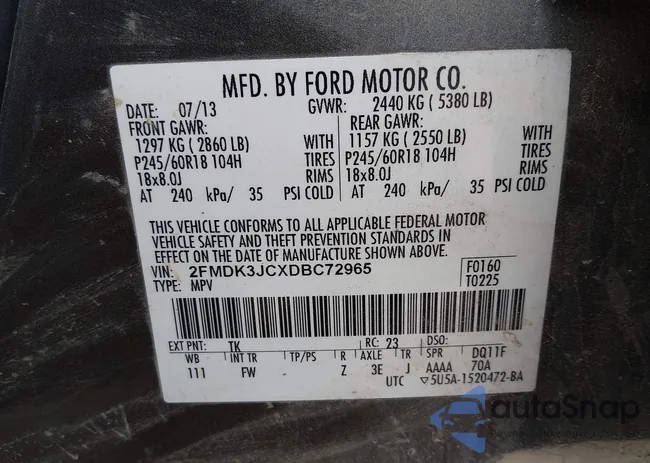 MFD. BY FORD MOTOR CO.
DATE: 07/13 GVWR: 2440 KG ( 5380 LB)
FRONT GAWR: REAR GAWR:
1297 KG ( 2860 LB) WITH 1157 KG ( 2550 LB) WITH
P245/60R18 104H TIRES P245/60R18 104H TIRES
18x8.0J RIMS 18x8.0J RIMS
AT 240 kPa/ 35 PSI COLD AT 240 kPa/ 35 PSI COLD
THIS VEHICLE CONFORMS TO ALL APPLICABLE FEDERAL MOTOR
VEHICLE SAFETY AND THEFT PREVENTION STANDARDS IN
EFFECT ON THE DATE OF MANUFACTURE SHOWN ABOVE.
VIN: 2FMDK3JCXDBC72965 F0160
TYPE: MPV T0225
EXT PNT: TK RC: 23 DSO:
WB INT TR TP/PS R AXLE TR SPR DQ11F
111 FW Z 3E J AAAA 70A
UTC ▽5U5A-1520472-BA
autoSnap